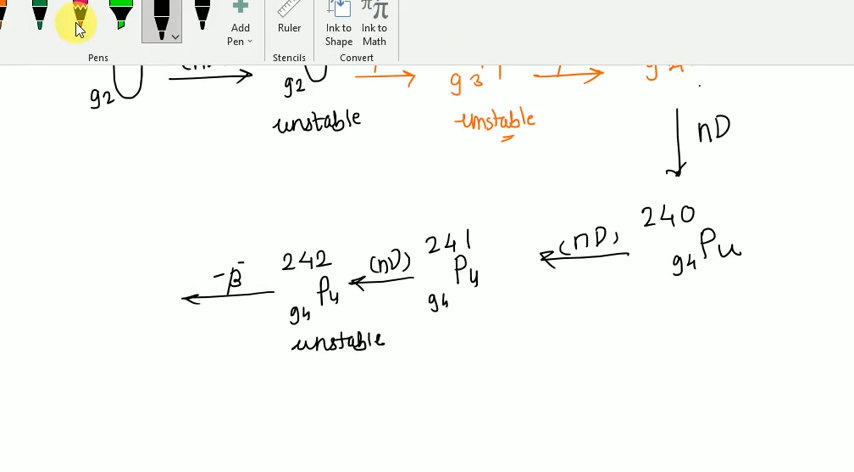 Add
Pen
Ruler
Ink to
Shape
Ink to
Math
Pens
Stencils
Convert
92U
92U
93
unstable
unstable
nD
240
94Pu
(nD)
241
94Pu
(nD)
242
94Pu
-β-
unstable